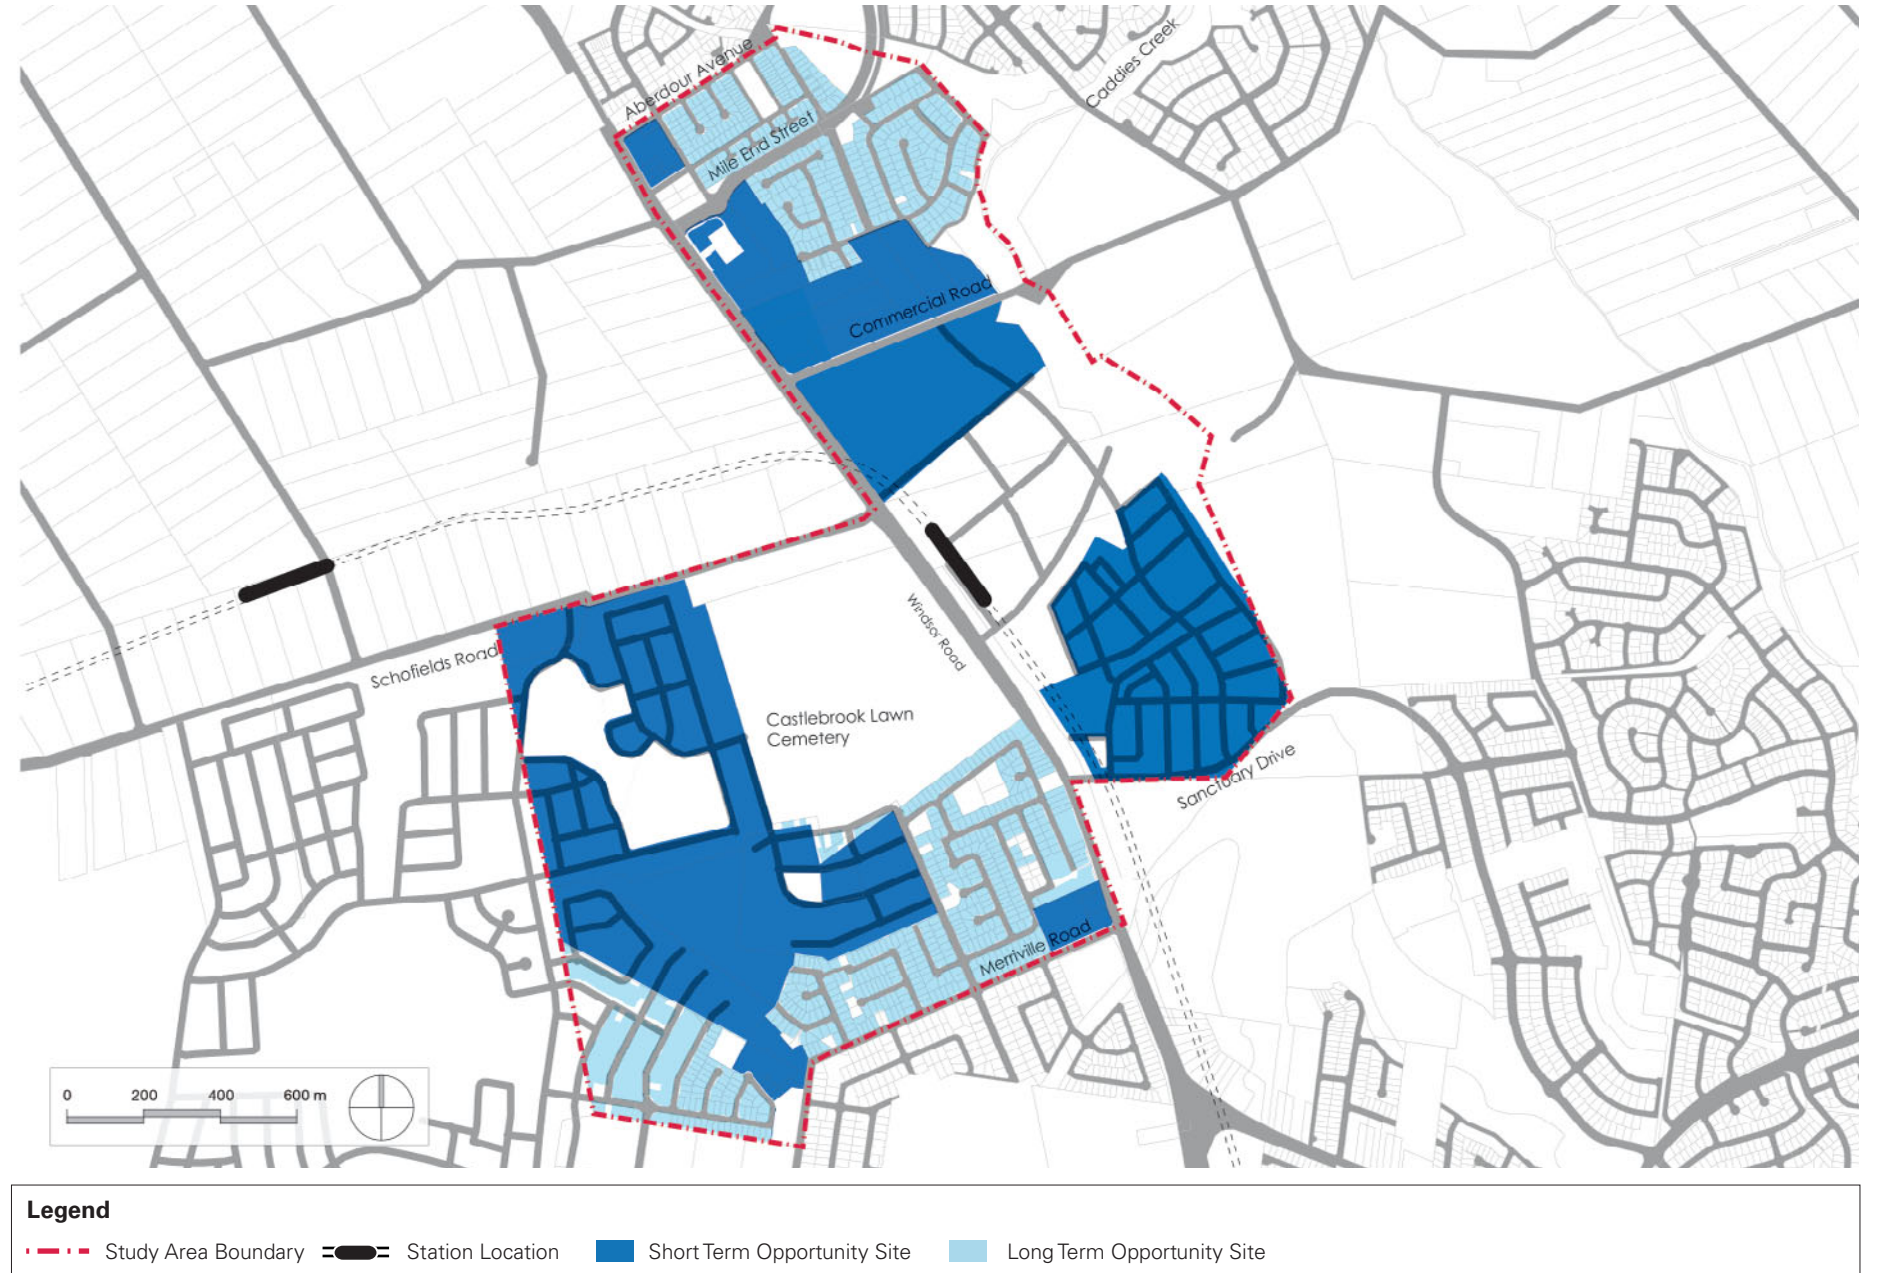 Aberdour Avenue
Caddies Creek
Mile End Street
Commercial Road
Windsor Road
Schofields Road
Castlebrook Lawn
Cemetery
Sanctuary Drive
Merriville Road
0 200 400 600 m
Legend
Study Area Boundary Station Location Short Term Opportunity Site Long Term Opportunity Site